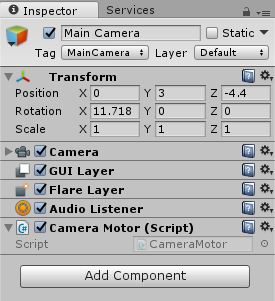 Inspector Services
Main Camera Static
Tag MainCamera Layer Default
Transform
Position X 0 Y 3 Z -4.4
Rotation X 11.718 Y 0 Z 0
Scale X 1 Y 1 Z 1
Camera
GUI Layer
Flare Layer
Audio Listener
Camera Motor (Script)
Script CameraMotor
Add Component